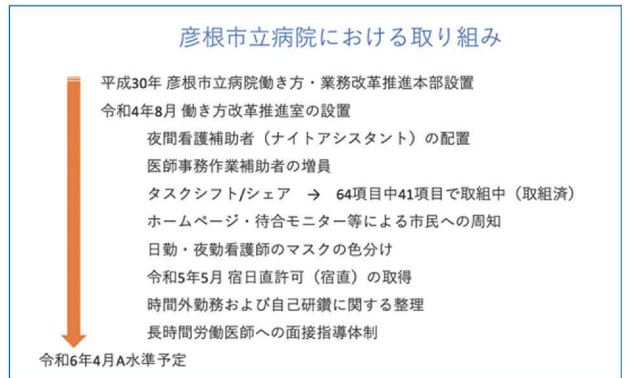 彦根市立病院における取り組み
平成30年 彦根市立病院働き方・業務改革推進本部設置
令和4年8月 働き方改革推進室の設置
夜間看護補助者（ナイトアシスタント）の配置
医師事務作業補助者の増員
タスクシフト/シェア → 64項目中41項目で取組中（取組済）
ホームページ・待合モニター等による市民への周知
日勤・夜勤看護師のマスクの色分け
令和5年5月 宿日直許可（宿直）の取得
時間外勤務および自己研鑽に関する整理
長時間労働医師への面接指導体制
令和6年4月A水準予定